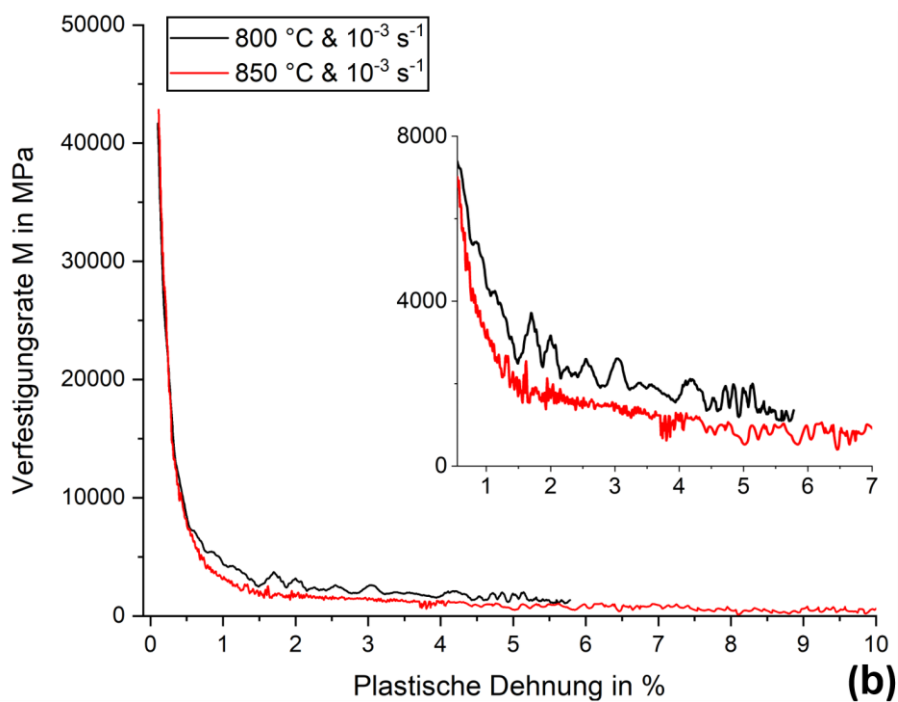 50000
800 °C & 10⁻³ s⁻¹
850 °C & 10⁻³ s⁻¹
40000
30000
20000
10000
0
Verfestigungsrate M in MPa
8000
4000
0
1 2 3 4 5 6 7
0 1 2 3 4 5 6 7 8 9 10
Plastische Dehnung in %
(b)